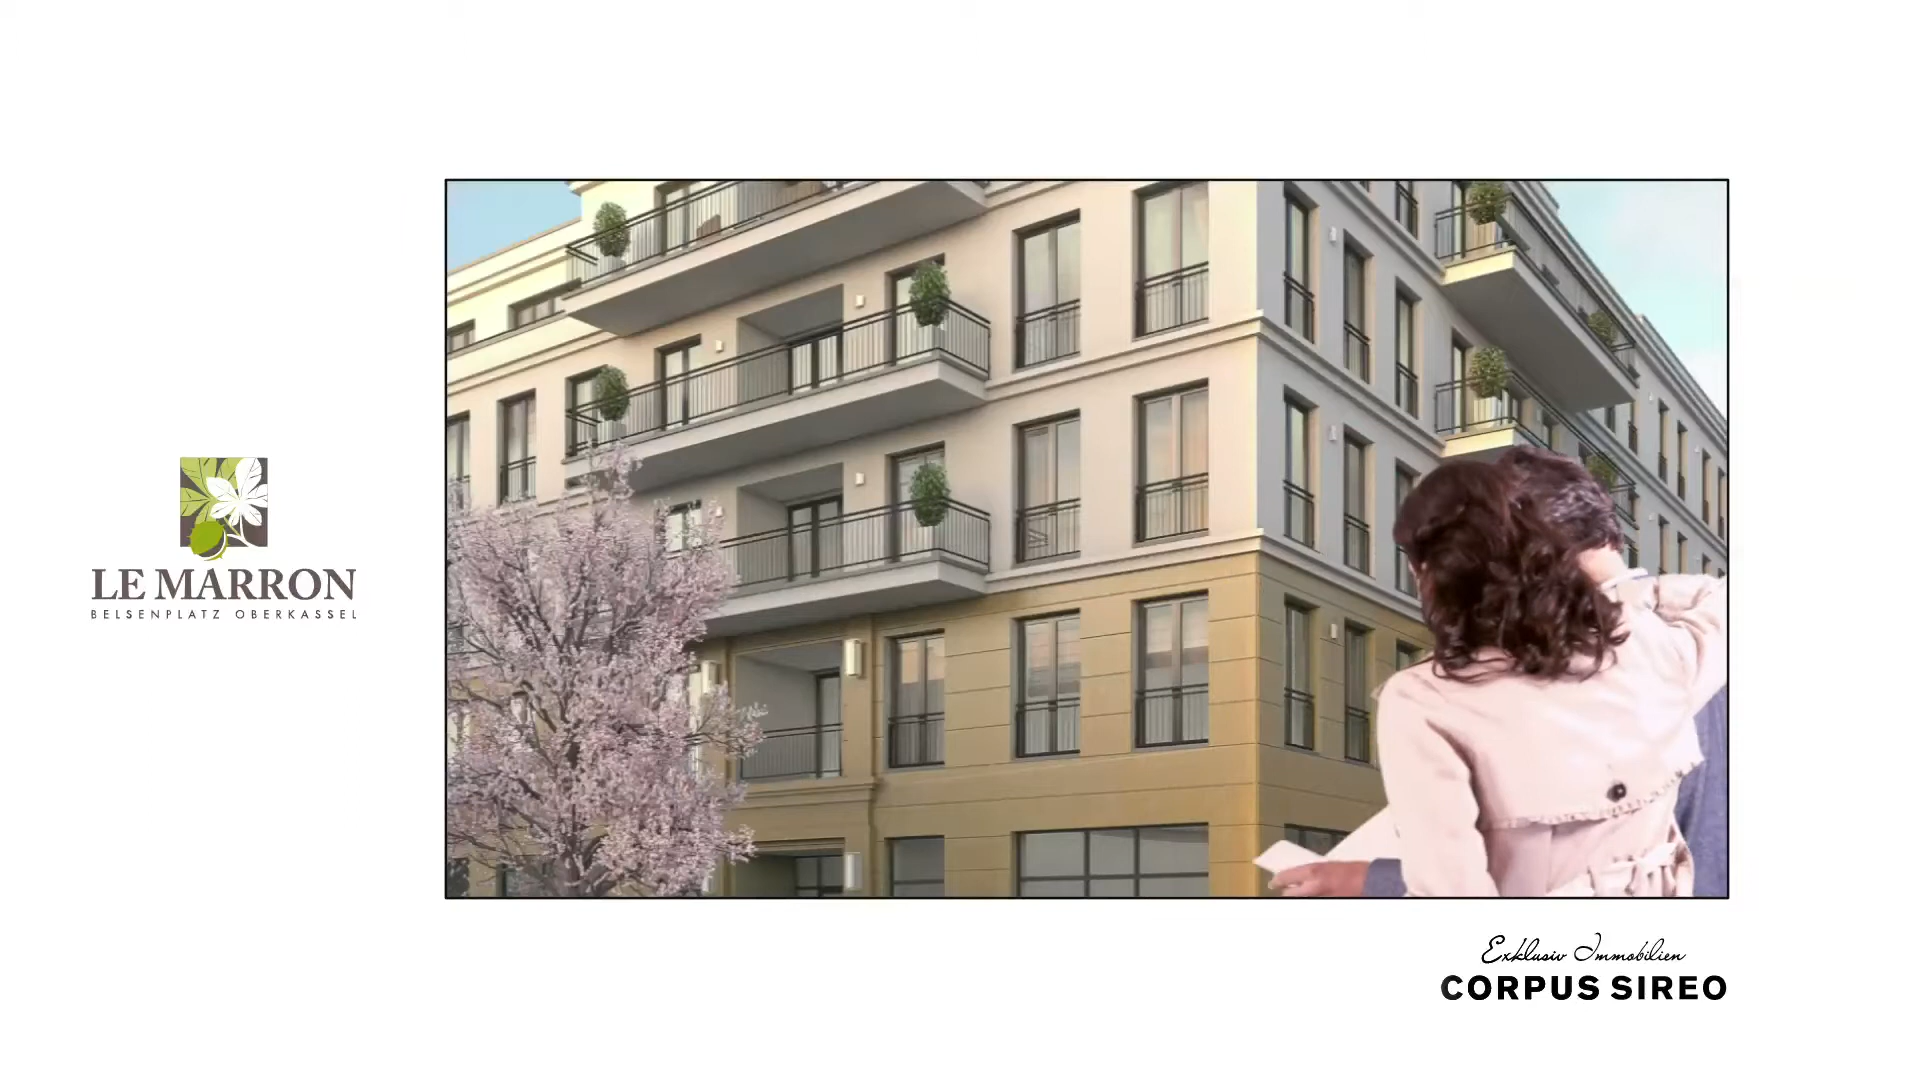 LE MARRON
BELSENPLATZ OBERKASSEL
Exklusiv Immobilien
CORPUS SIREO